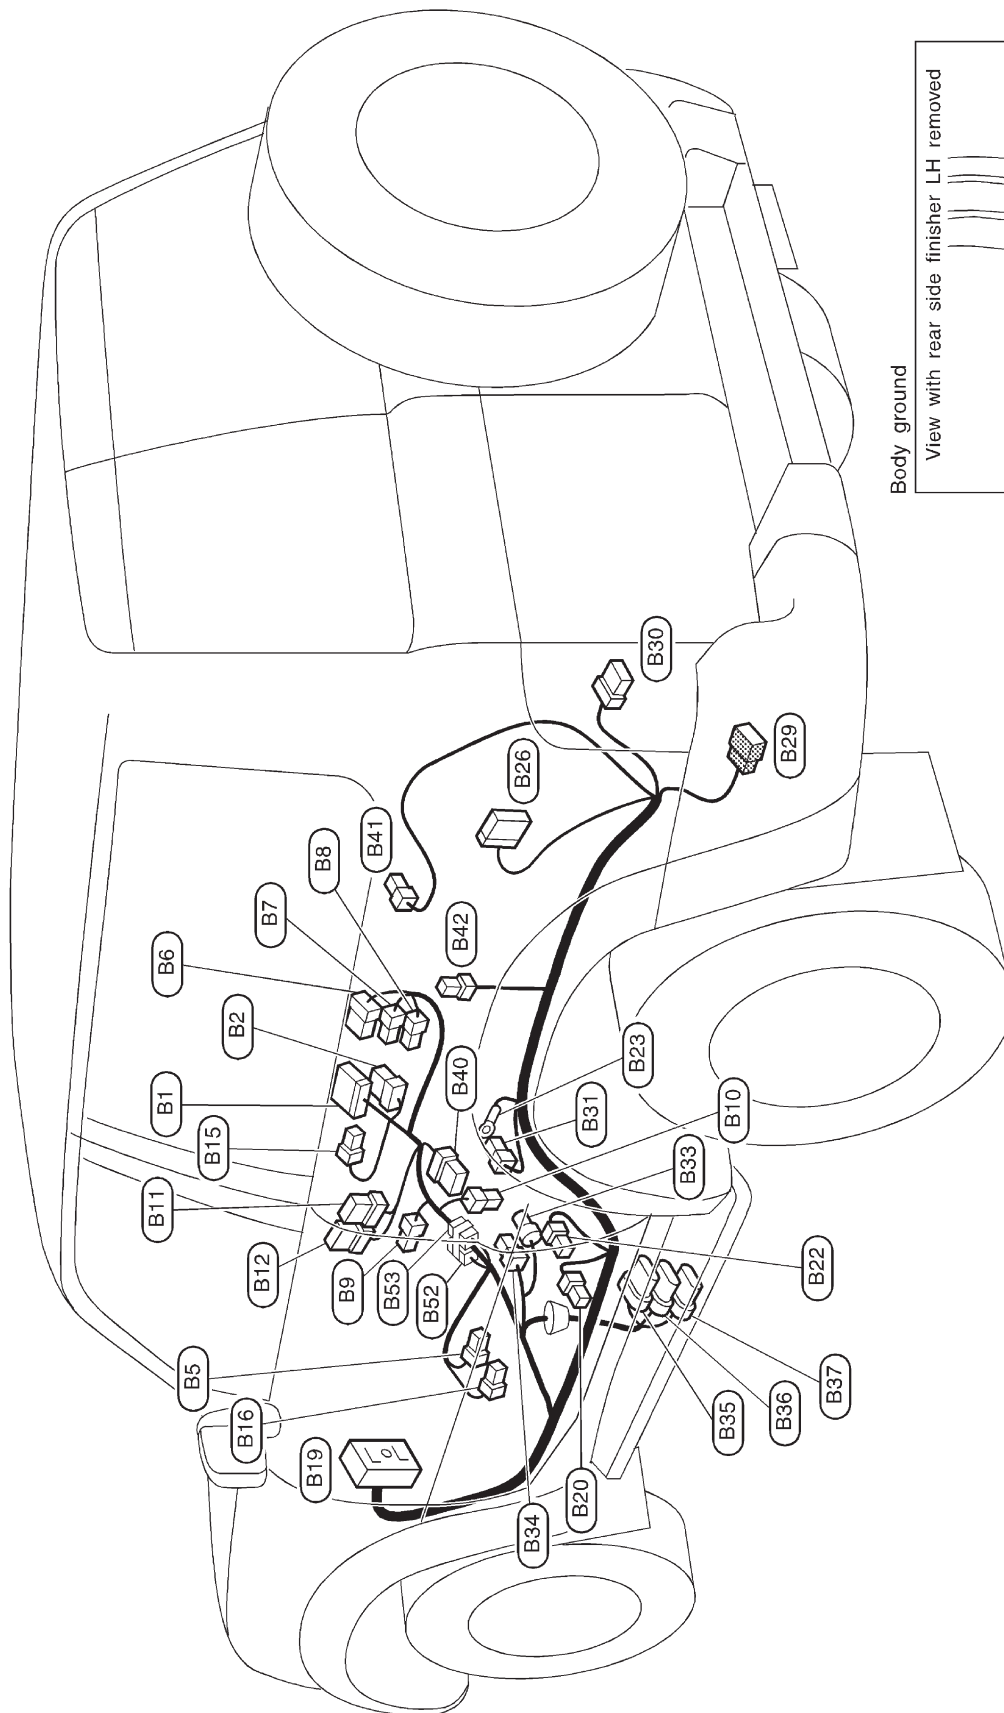 B19
B16
B5
B12
B11
B15
B1
B2
B6
B7
B8
B41
B9
B53
B52
B40
B42
B26
B30
B29
B23
B31
B10
B33
B22
B34
B20
B35
B36
B37
Body ground
View with rear side finisher LH removed